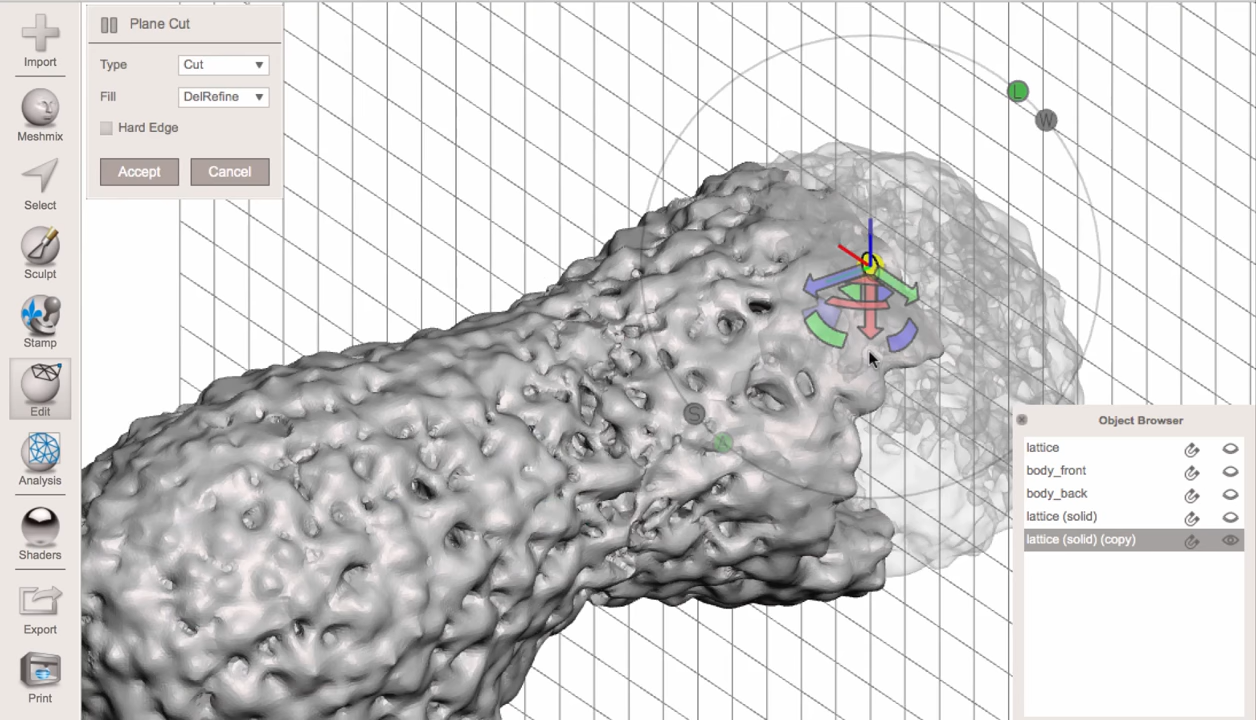 Import
Meshmix
Select
Sculpt
Stamp
Edit
Analysis
Shaders
Export
Print
Plane Cut
Type
Cut
Fill
DelRefine
Hard Edge
Accept
Cancel
L
W
S
A
Object Browser
lattice
body_front
body_back
lattice (solid)
lattice (solid) (copy)